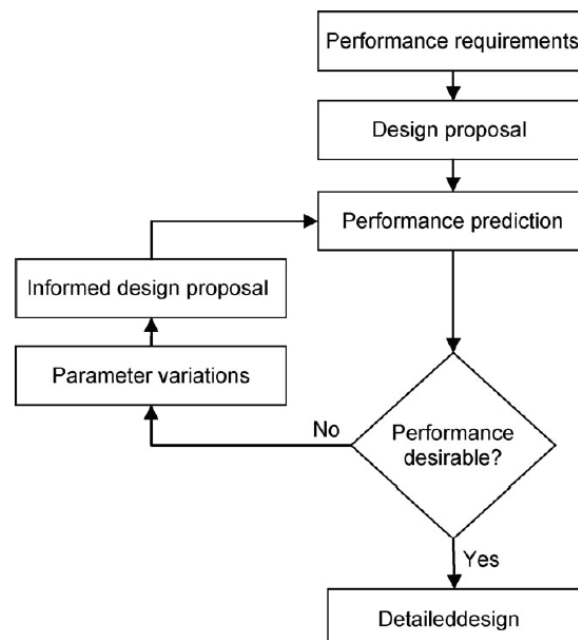 Performance requirements
Design proposal
Performance prediction
Informed design proposal
Parameter variations
No
Performance
desirable?
Yes
Detaileddesign